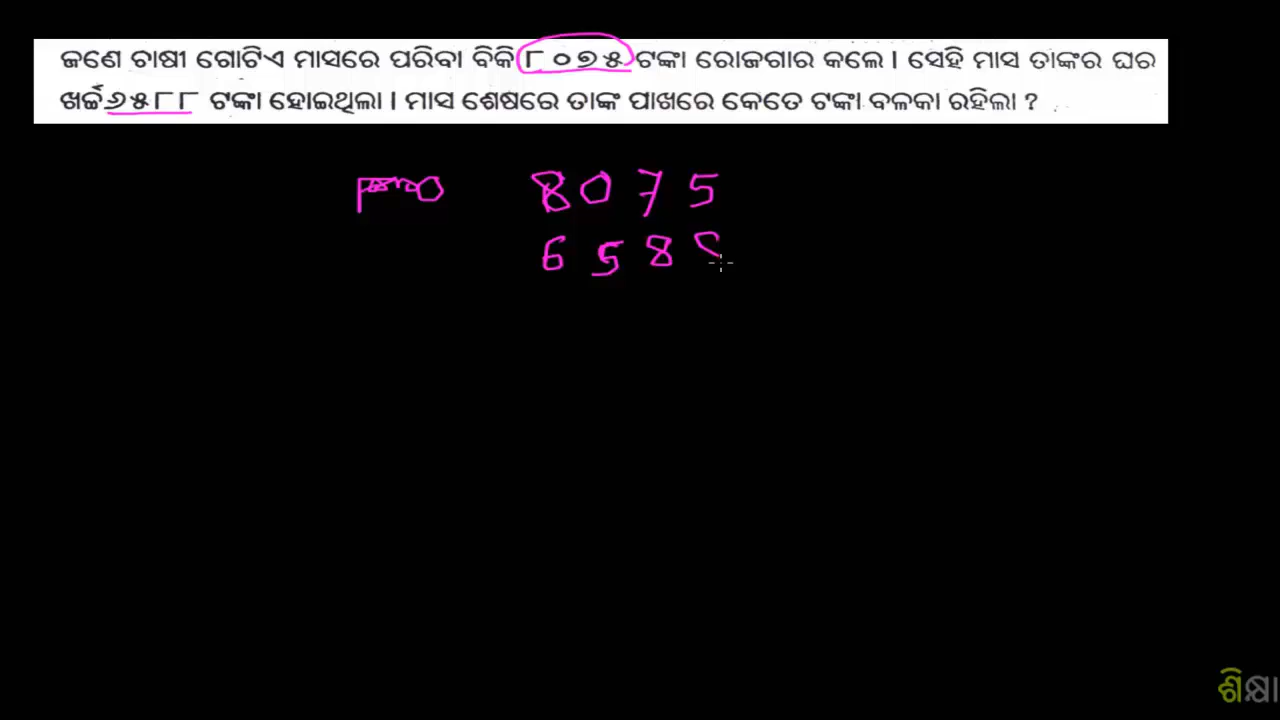 ଜଣେ ଚାଷୀ ଗୋଟିଏ ମାସରେ ପରିବା ବିକି ୮୦୭୫ ଟଙ୍କା ରୋଜଗାର କଲେ । ସେହି ମାସ ତାଙ୍କର ଘର
ଖର୍ଚ୍ଚ ୬୫୮୮ ଟଙ୍କା ହୋଇଥିଲା । ମାସ ଶେଷରେ ତାଙ୍କ ପାଖରେ କେତେ ଟଙ୍କା ବଳକା ରହିଲା ?
8075
658
ଶିକ୍ଷା